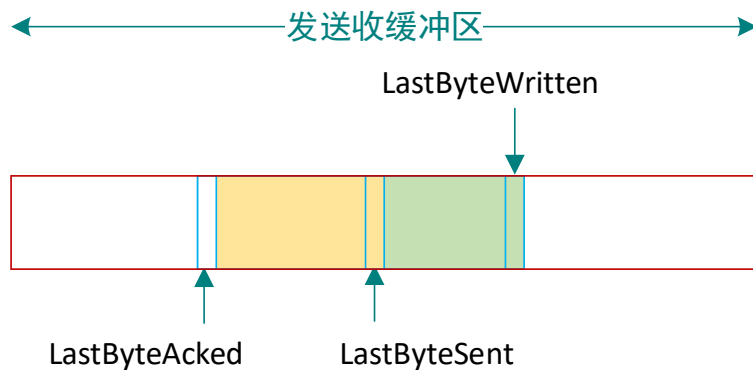 发送收缓冲区
LastByteWritten
LastByteAcked
LastByteSent